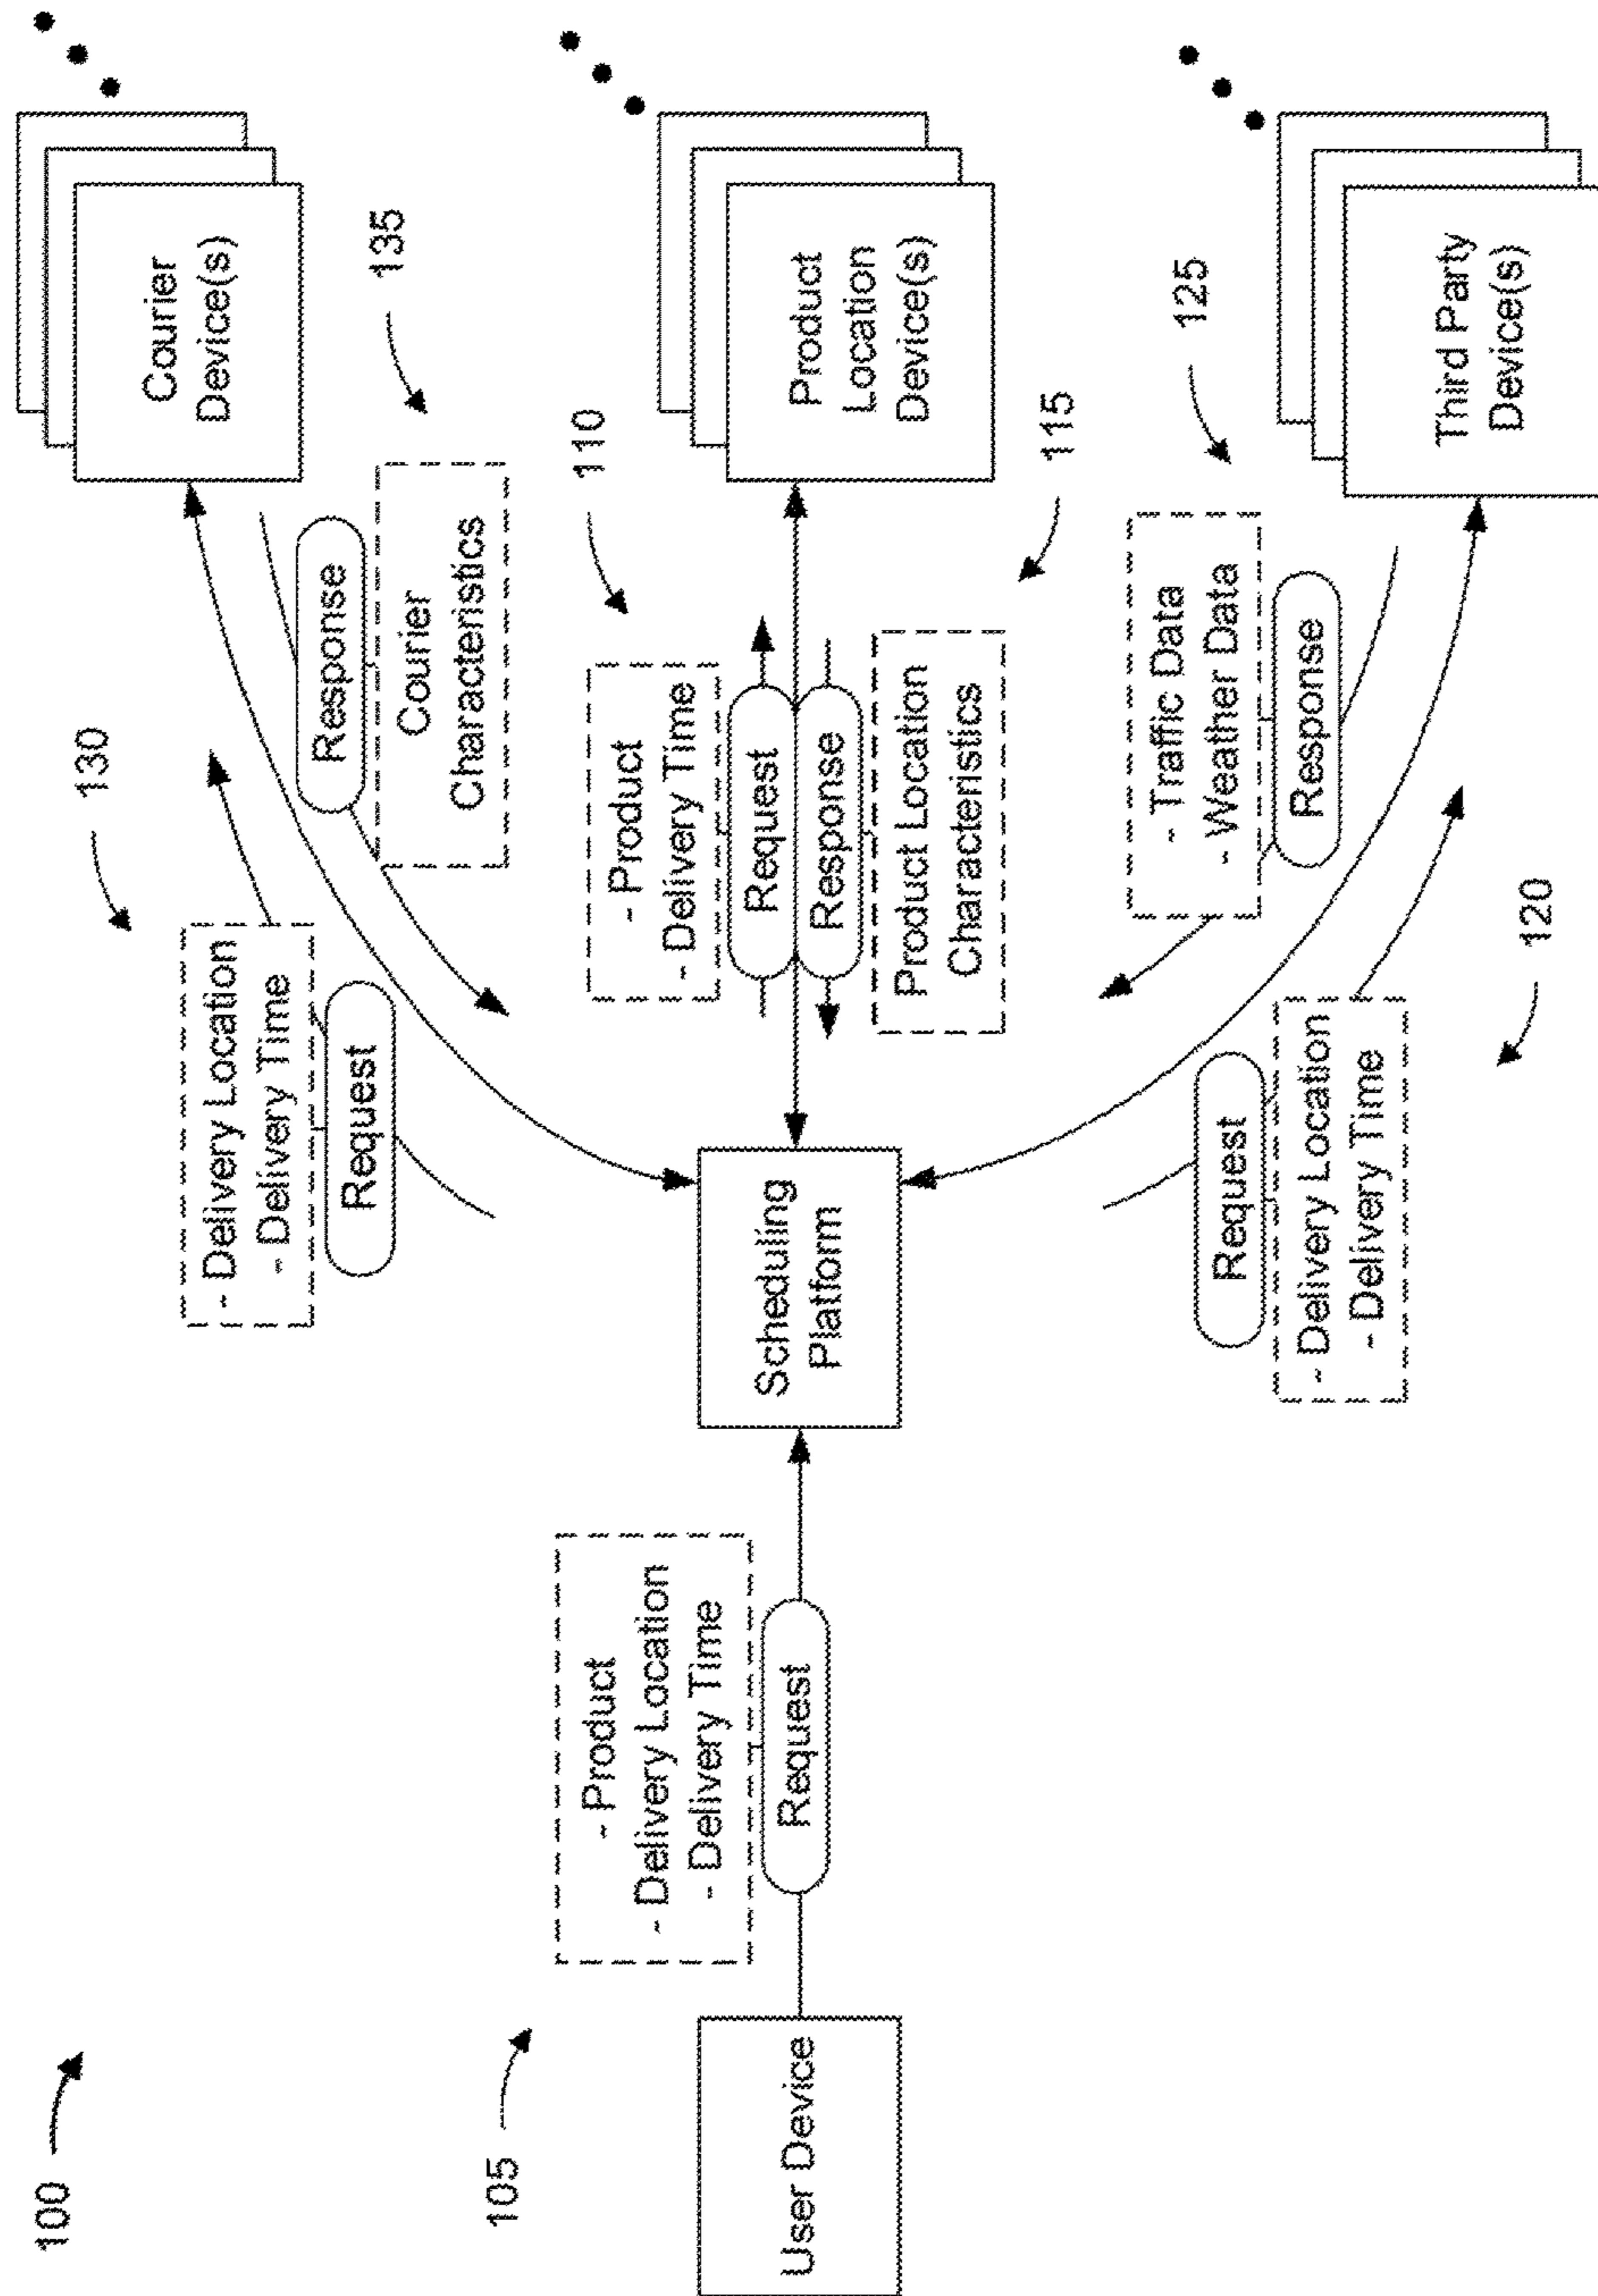 100
105
User Device
- Product
- Delivery Location
- Delivery Time
Request
Scheduling
Platform
130
- Delivery Location
- Delivery Time
Request
Response
Courier
Characteristics
135
Courier
Device(s)
110
- Product
- Delivery Time
Request
Response
Product Location
Characteristics
115
Product
Location
Device(s)
120
Request
- Delivery Location
- Delivery Time
125
- Traffic Data
- Weather Data
Response
Third Party
Device(s)